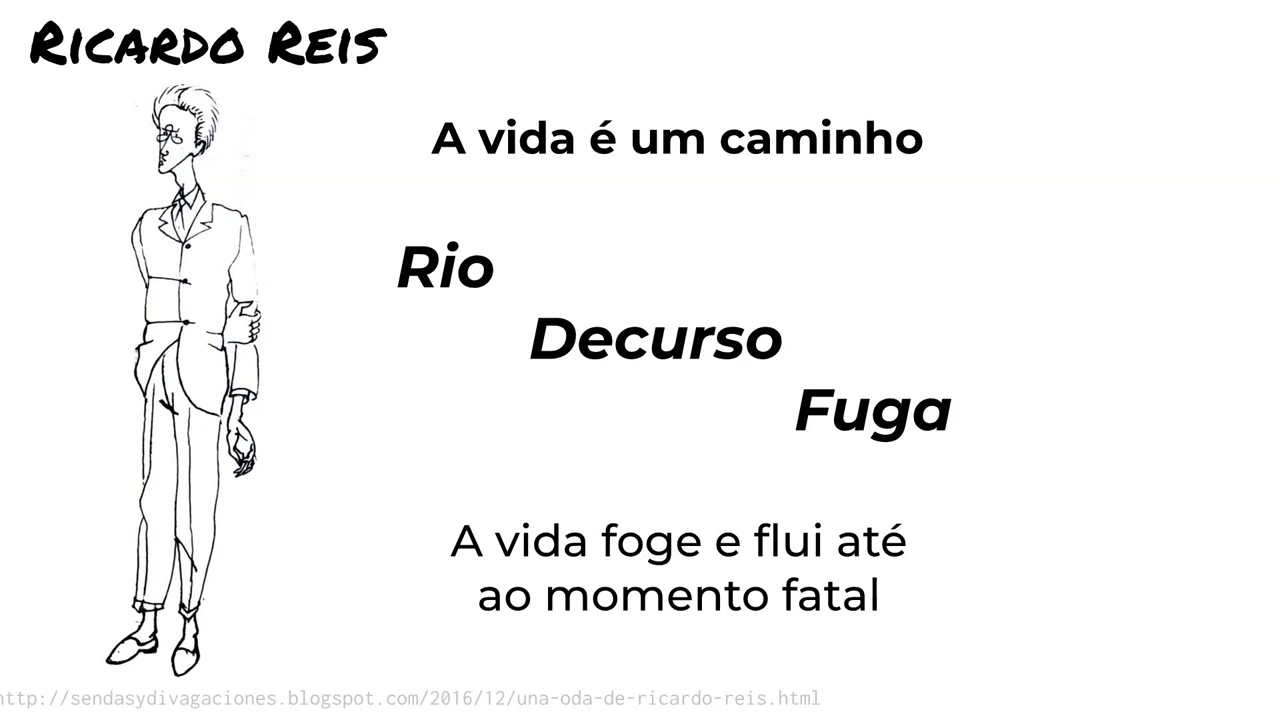 Ricardo Reis
A vida é um caminho
Rio
Decurso
Fuga
A vida foge e flui até
ao momento fatal
http://sendasydivagaciones.blogspot.com/2016/12/una-oda-de-ricardo-reis.html